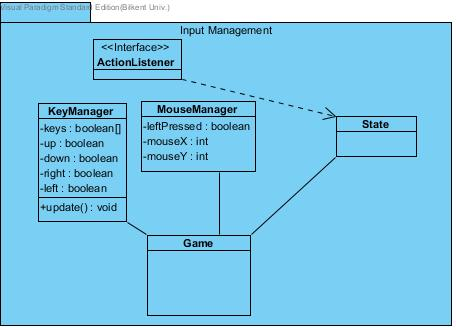 Visual Paradigm Standard Edition(Bilkent Univ.)
Input Management
<<Interface>>
ActionListener
KeyManager
-keys : boolean[]
-up : boolean
-down : boolean
-right : boolean
-left : boolean
+update() : void
MouseManager
-leftPressed : boolean
-mouseX : int
-mouseY : int
State
Game